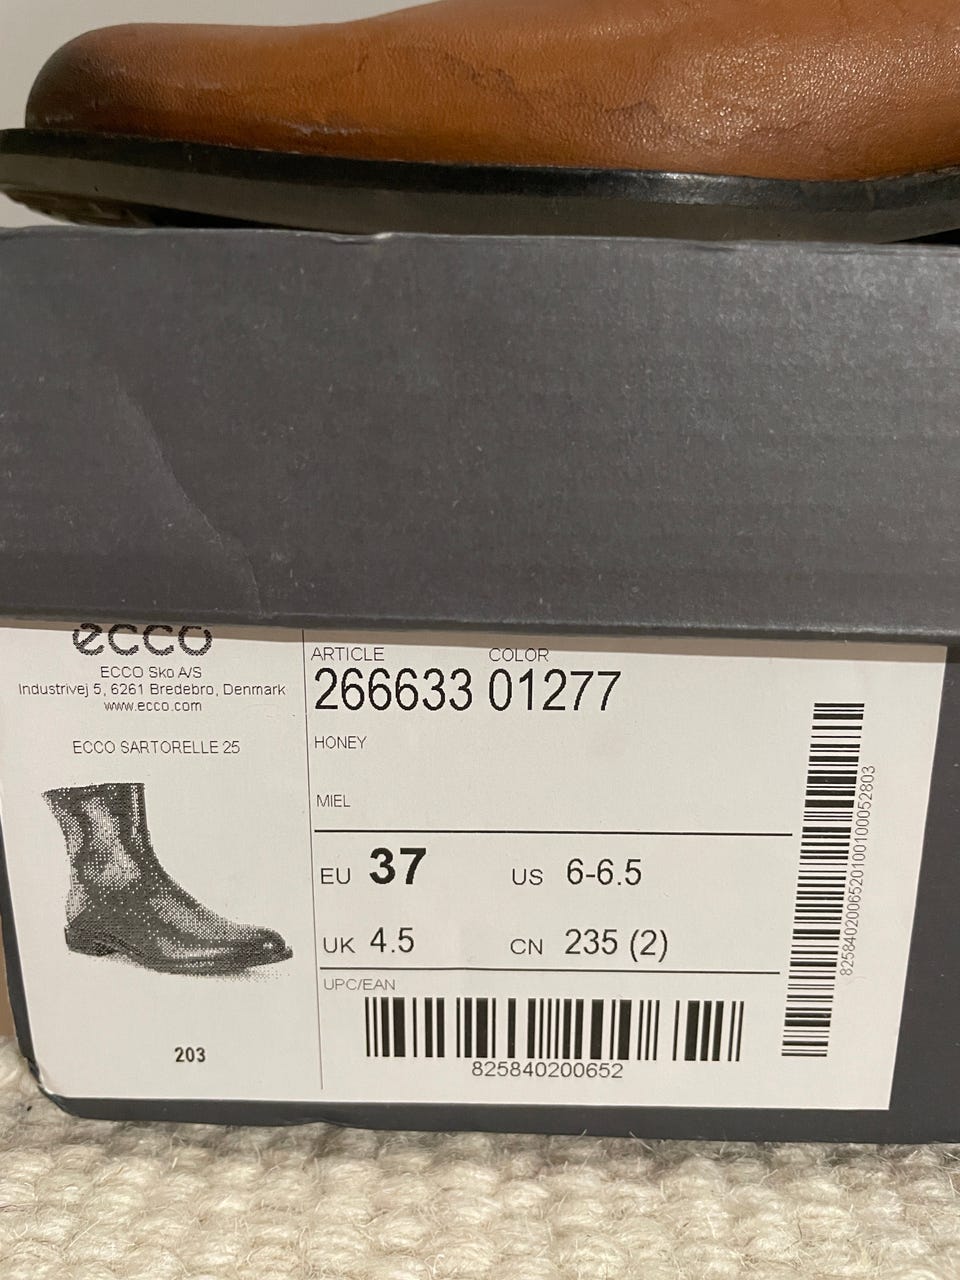 ecco
ECCO Sko A/S
Industrivej 5, 6261 Bredebro, Denmark
www.ecco.com
ECCO SARTORELLE 25
203
ARTICLE COLOR
266633 01277
HONEY
MIEL
EU 37 US 6-6.5
UK 4.5 CN 235 (2)
UPC/EAN
825840200652
8258402006520100100052803